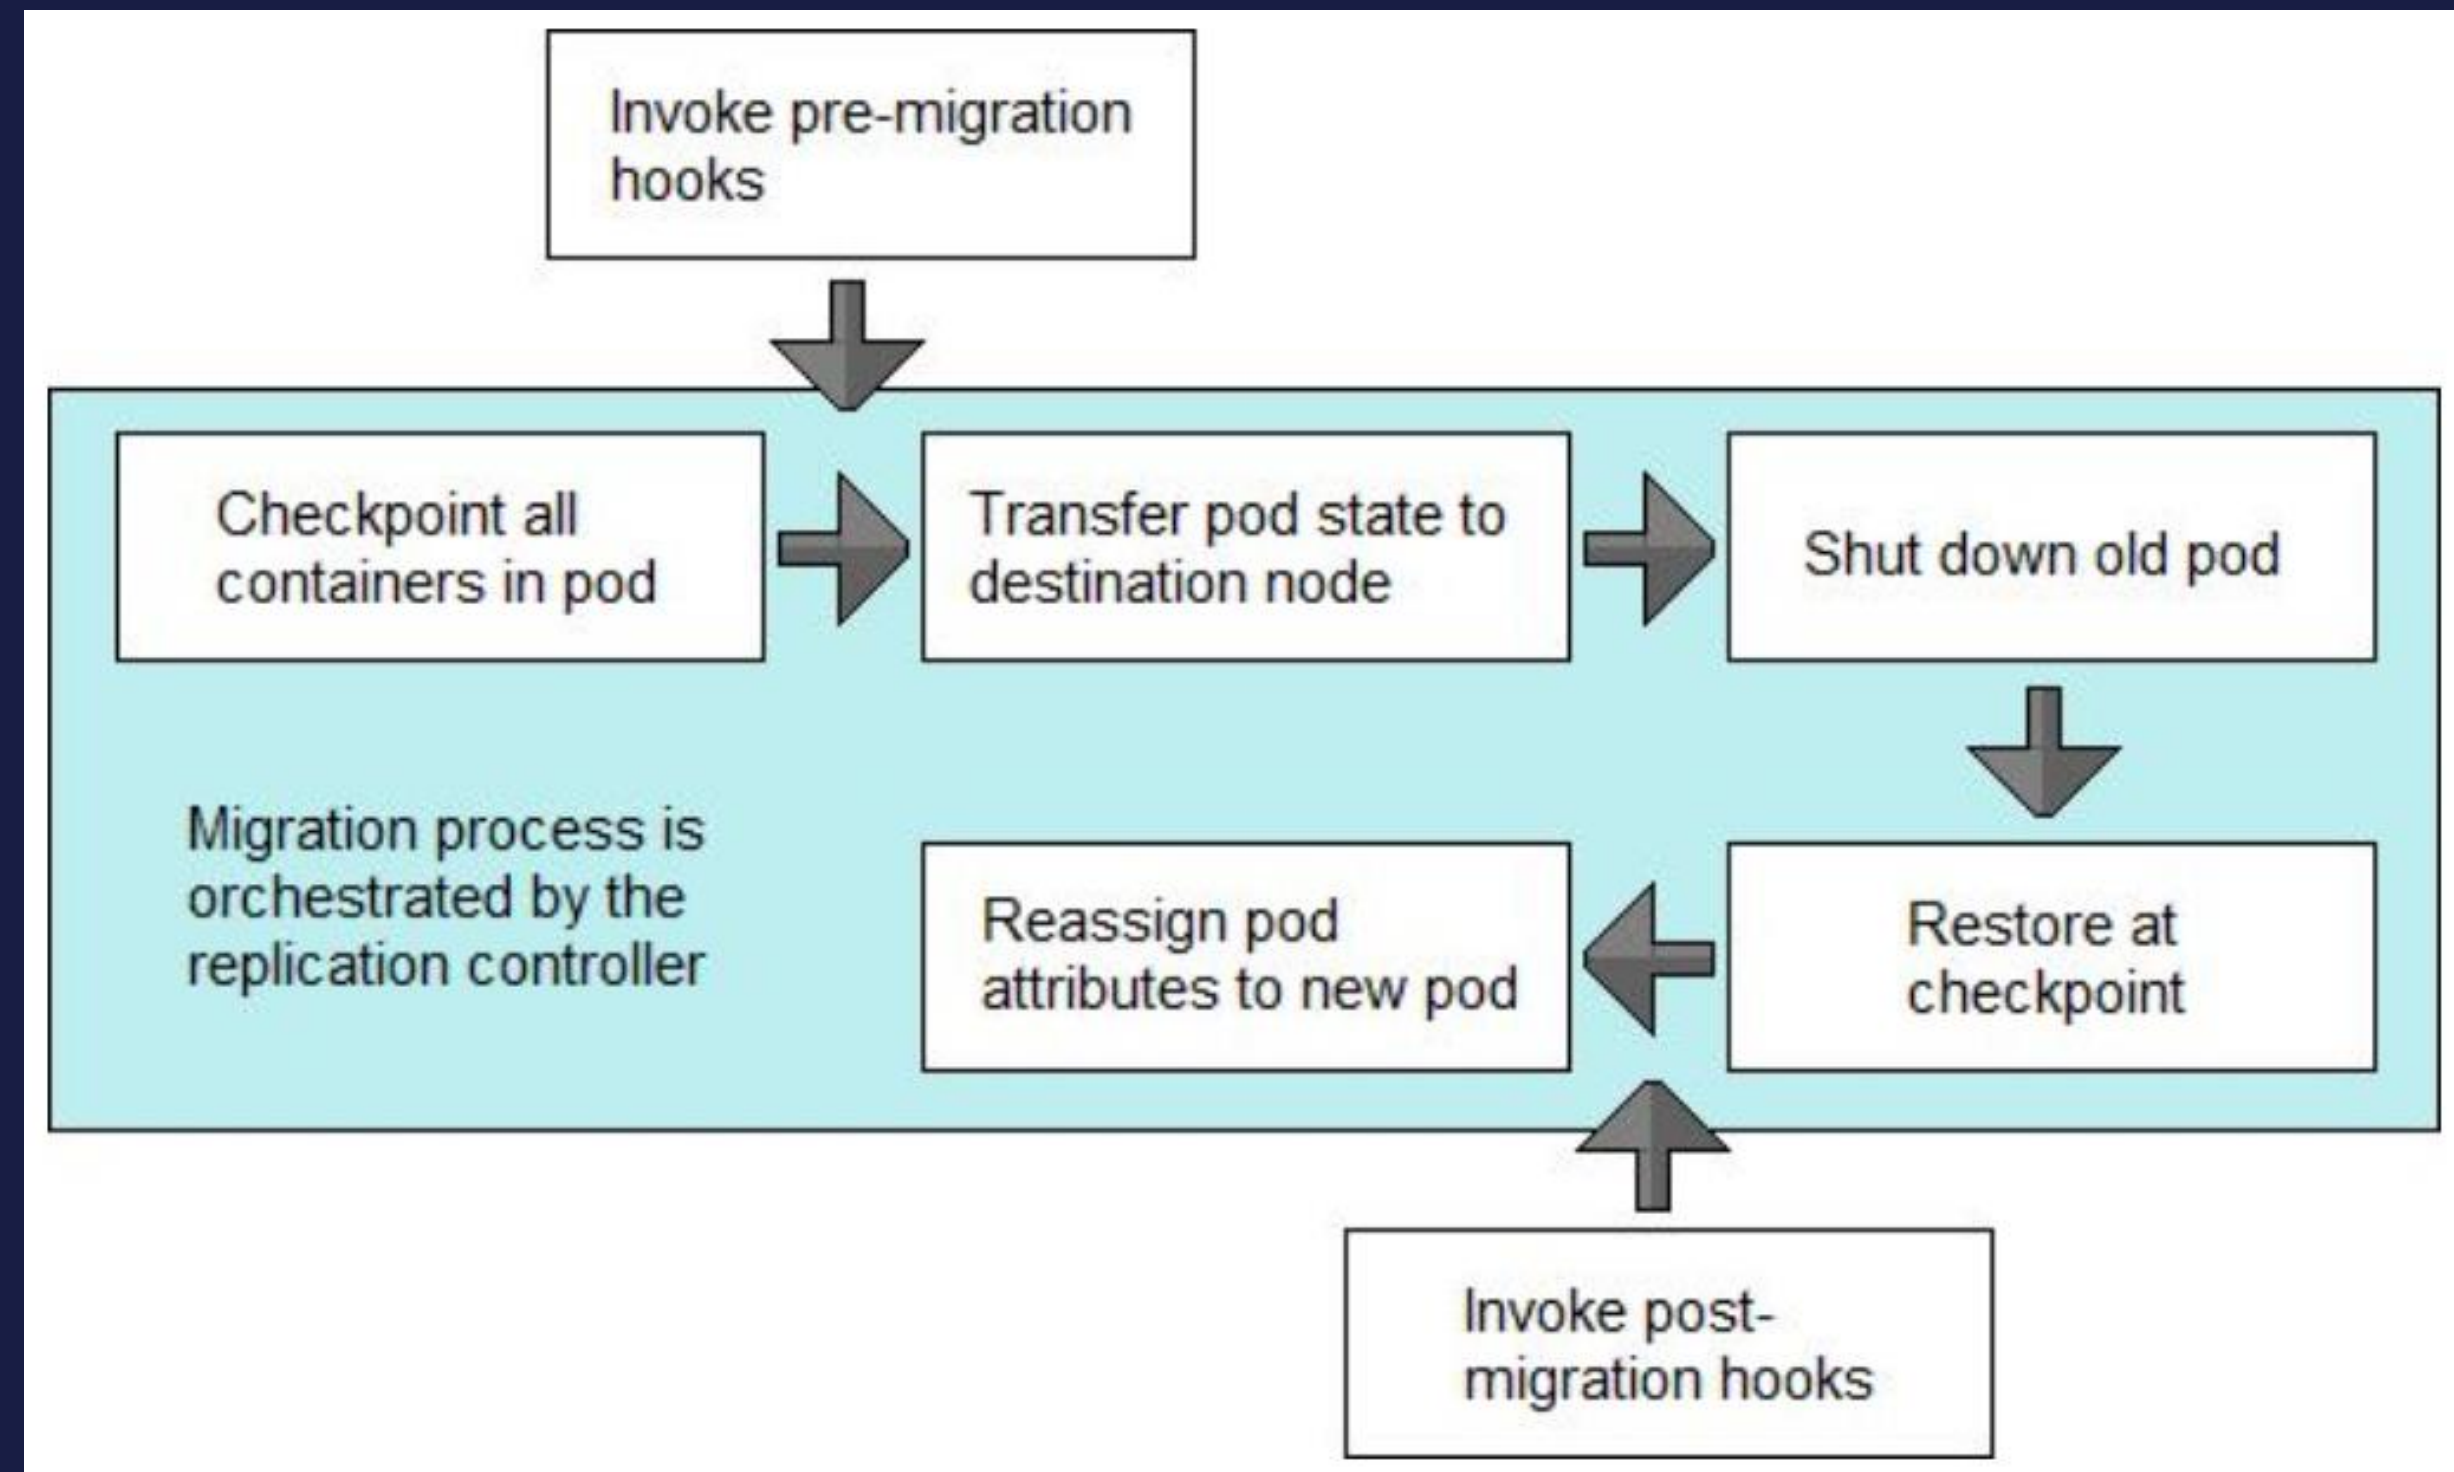 Invoke pre-migration
hooks
Checkpoint all
containers in pod
Transfer pod state to
destination node
Shut down old pod
Migration process is
orchestrated by the
replication controller
Reassign pod
attributes to new pod
Restore at
checkpoint
Invoke post-
migration hooks